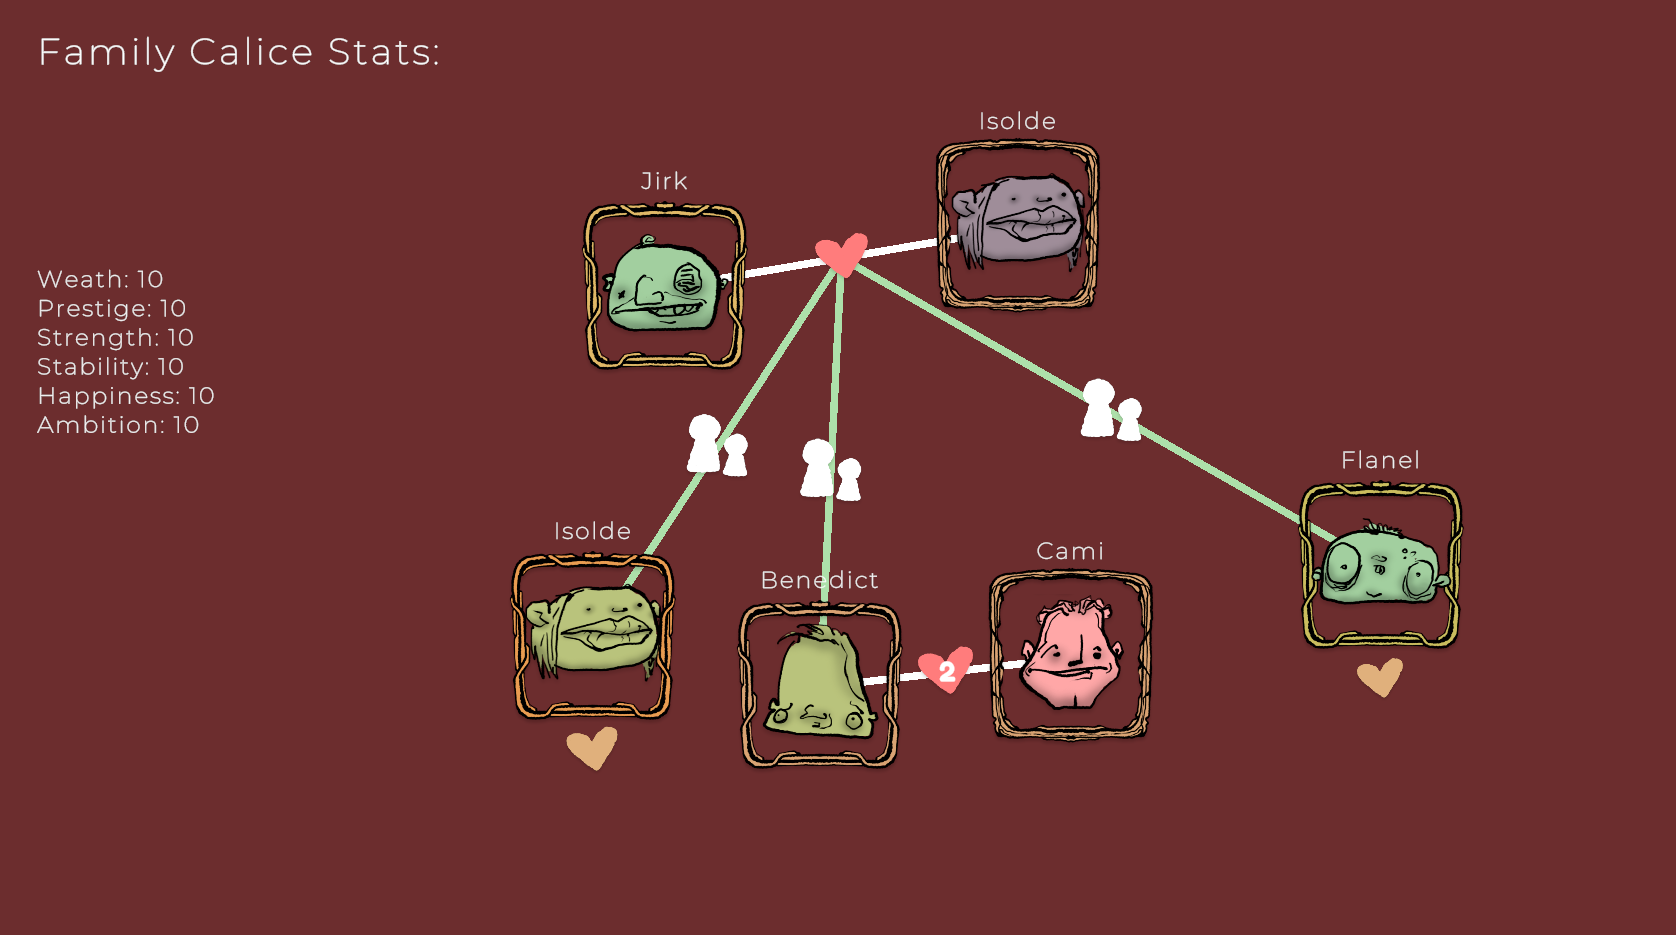 Family Calice Stats:
Isolde
Jirk
Weath: 10
Prestige: 10
Strength: 10
Stability: 10
Happiness: 10
Ambition: 10
Flanel
Isolde
Cami
Benedict
2